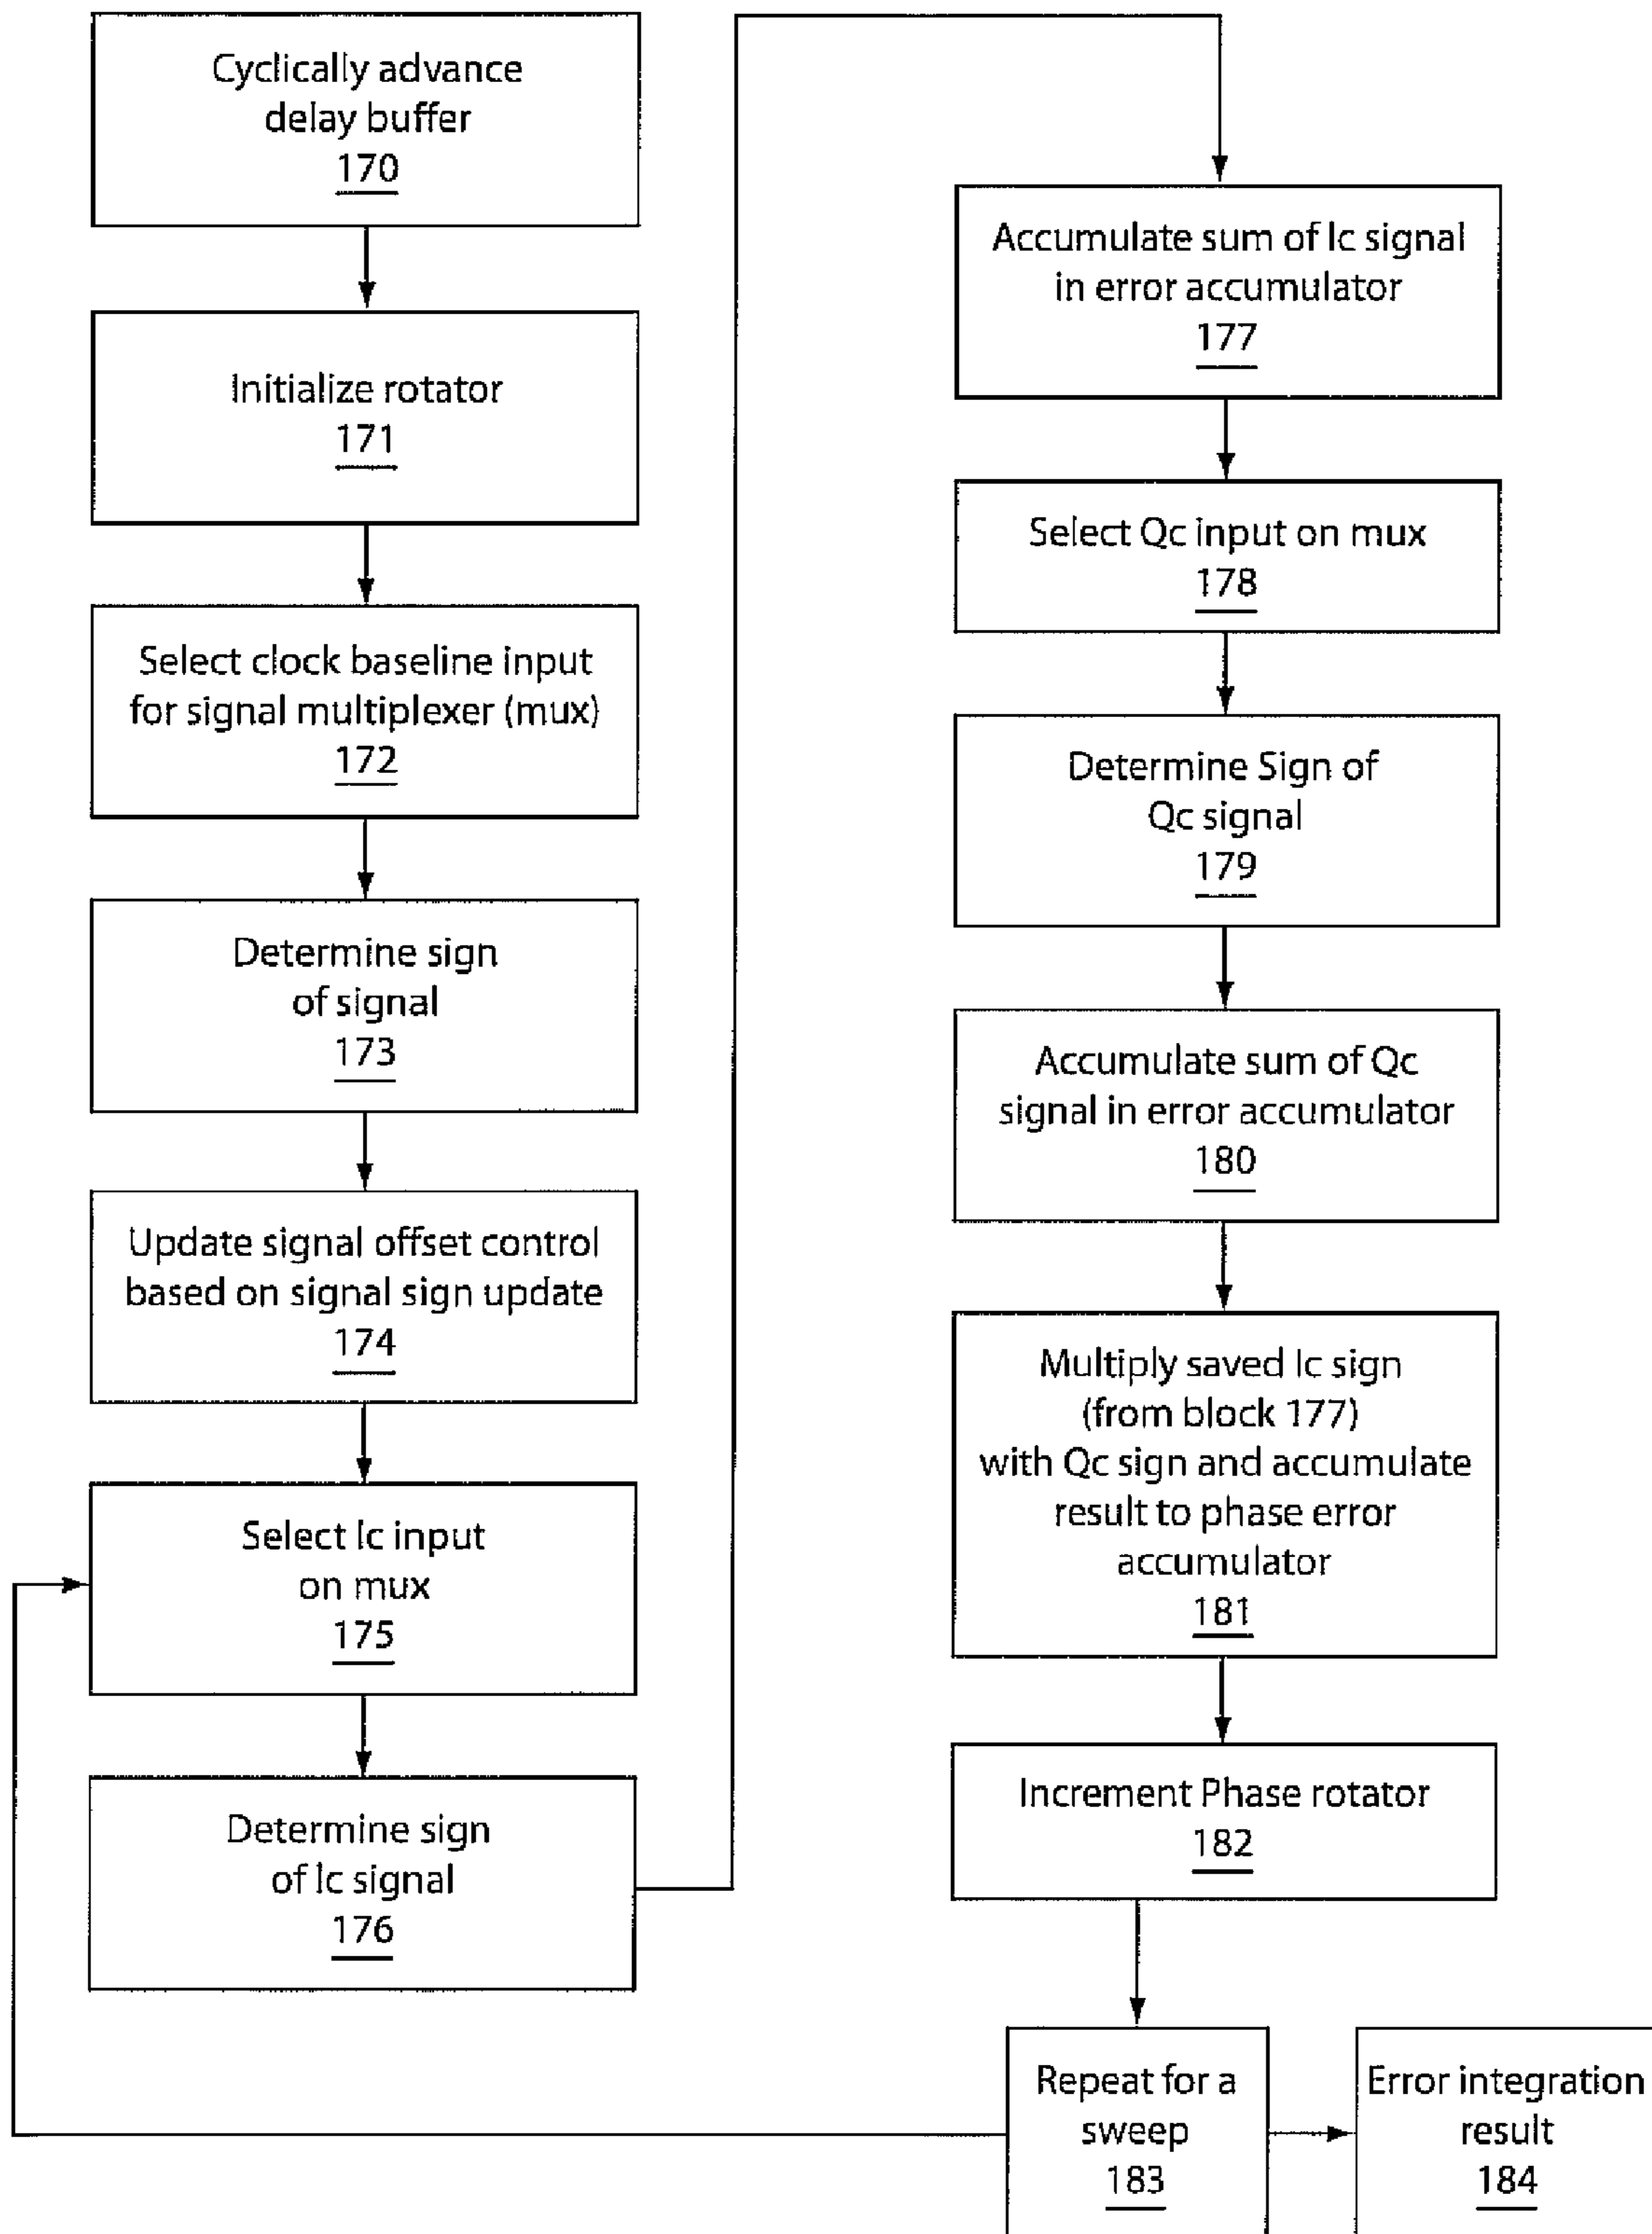 Cyclically advance
delay buffer
170
Initialize rotator
171
Select clock baseline input
for signal multiplexer (mux)
172
Determine sign
of signal
173
Update signal offset control
based on signal sign update
174
Select Ic input
on mux
175
Determine sign
of Ic signal
176
Accumulate sum of Ic signal
in error accumulator
177
Select Qc input on mux
178
Determine Sign of
Qc signal
179
Accumulate sum of Qc
signal in error accumulator
180
Multiply saved Ic sign
(from block 177)
with Qc sign and accumulate
result to phase error
accumulator
181
Increment Phase rotator
182
Repeat for a
sweep
183
Error integration
result
184